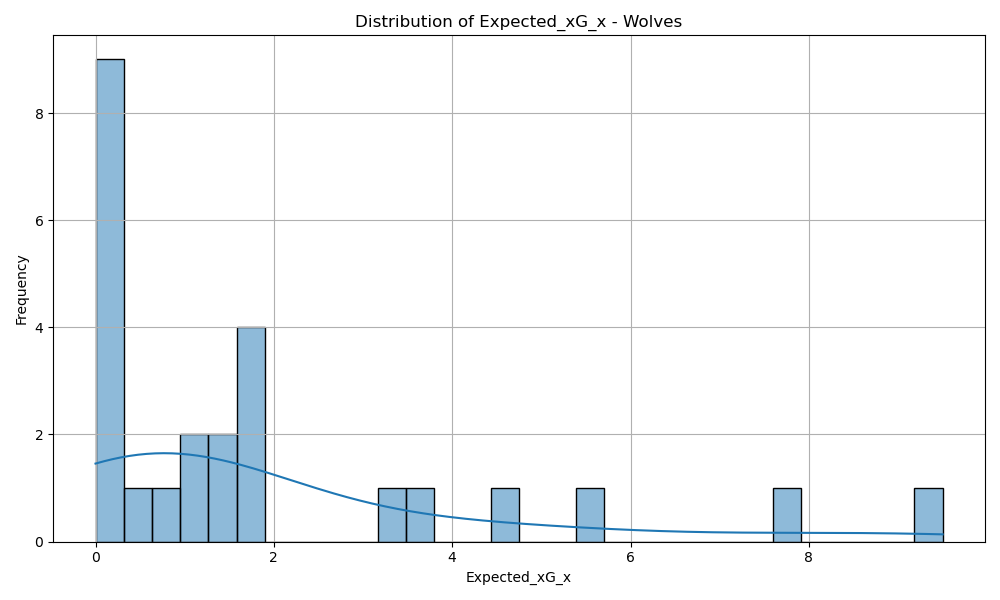 Distribution of Expected_xG_x - Wolves
Frequency
8
6
4
2
0
0 2 4 6 8
Expected_xG_x